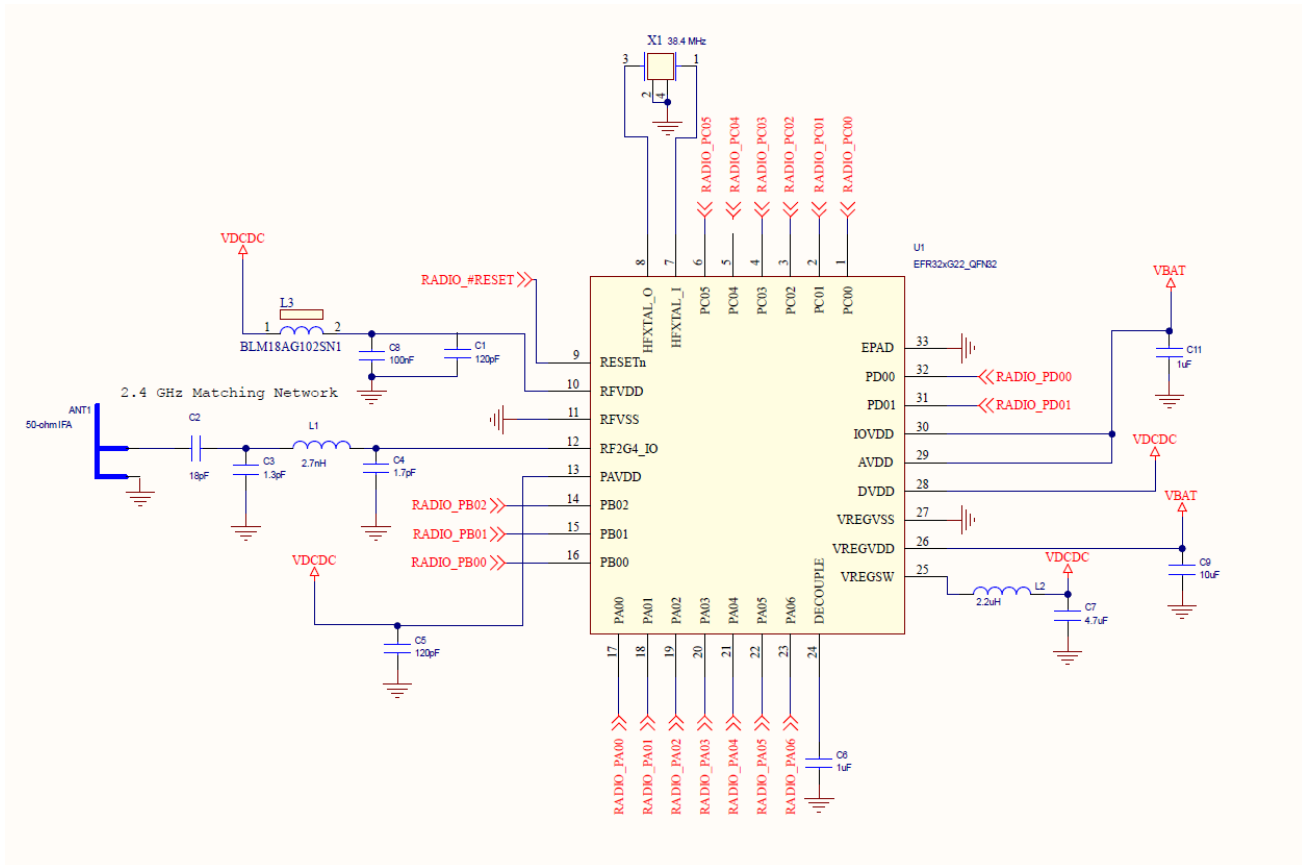 X1 38.4 MHz
3
1
2
4
RADIO_PC05
RADIO_PC04
RADIO_PC03
RADIO_PC02
RADIO_PC01
RADIO_PC00
8
7
6
5
4
3
2
1
HFXTAL_O
HFXTAL_I
PC05
PC04
PC03
PC02
PC01
PC00
U1
EFR32xG22_QFN32
VDCDC
L3
1
2
BLM18AG102SN1
C8
100nF
C1
120pF
RADIO_#RESET
2.4 GHz Matching Network
ANT1
50-ohm IFA
C2
18pF
C3
1.3pF
L1
2.7nH
C4
1.7pF
9 RESETn
10 RFVDD
11 RFVSS
12 RF2G4_IO
13 PAVDD
RADIO_PB02 14 PB02
RADIO_PB01 15 PB01
RADIO_PB00 16 PB00
VDCDC
C5
120pF
EPAD 33
PD00 32 RADIO_PD00
PD01 31 RADIO_PD01
IOVDD 30
AVDD 29
DVDD 28
VREGVSS 27
VREGVDD 26
VREGSW 25
VBAT
C11
1uF
VDCDC
VBAT
C9
10uF
VDCDC
L2
2.2uH
C7
4.7uF
PA00
PA01
PA02
PA03
PA04
PA05
PA06
DECOUPLE
17
18
19
20
21
22
23
24
RADIO_PA00
RADIO_PA01
RADIO_PA02
RADIO_PA03
RADIO_PA04
RADIO_PA05
RADIO_PA06
C6
1uF